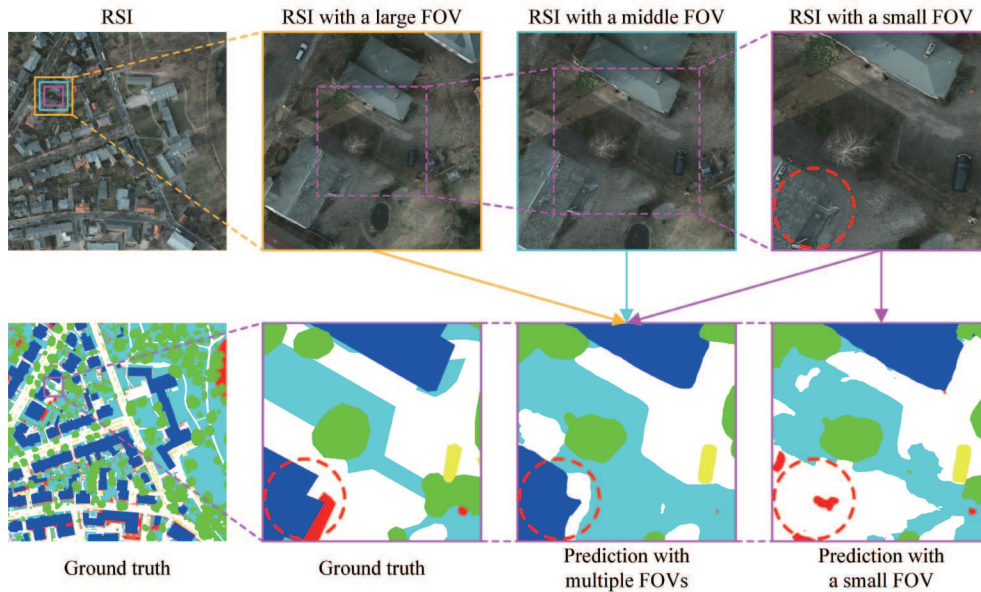 RSI
RSI with a large FOV
RSI with a middle FOV
RSI with a small FOV
Ground truth
Ground truth
Prediction with
multiple FOVs
Prediction with
a small FOV